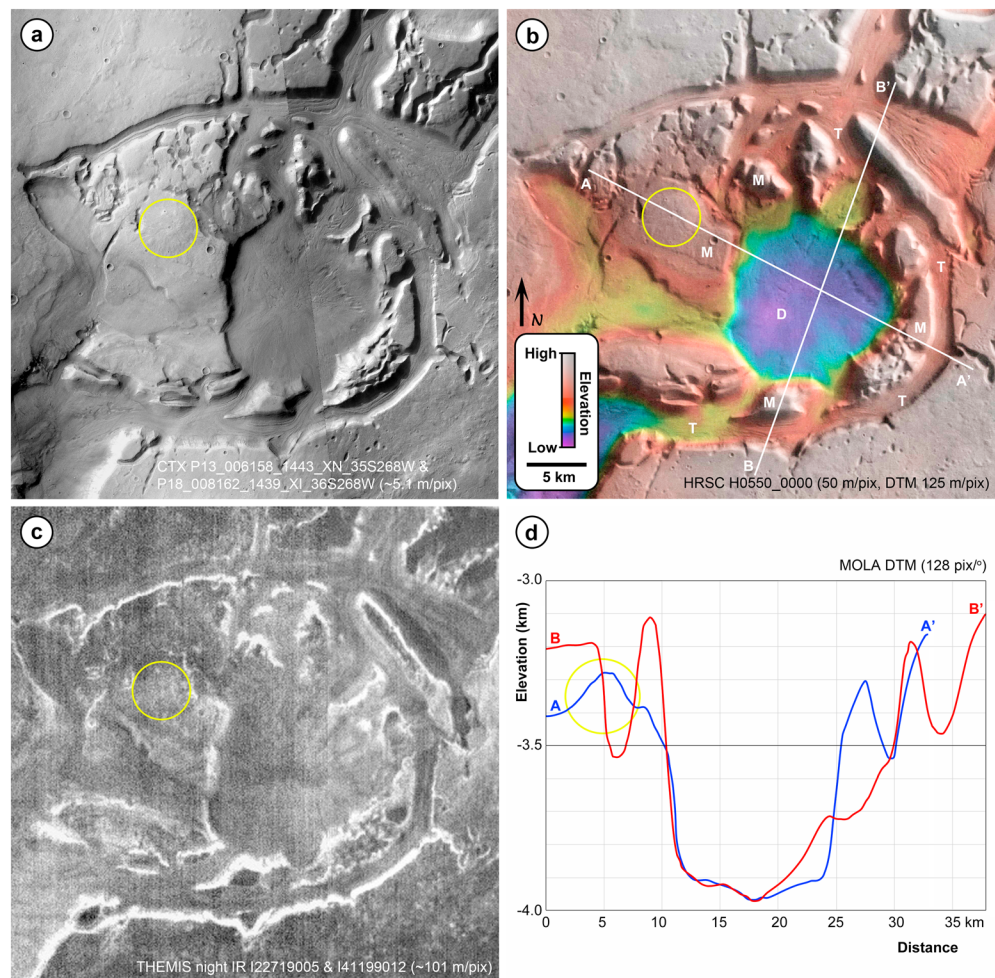 a
CTX P13_006158_1443_XN_35S268W &
P18_008162_1439_XI_36S268W (~5.1 m/pix)
b
B'
T
A
M
M
T
D
M
A'
M
T
T
B
N
High
Elevation
Low
5 km
HRSC H0550_0000 (50 m/pix, DTM 125 m/pix)
c
THEMIS night IR I22719005 & I41199012 (~101 m/pix)
d
MOLA DTM (128 pix/º)
-3.0
B'
A'
B
Elevation (km)
A
-3.5
-4.0
0 5 10 15 20 25 30 35 km
Distance